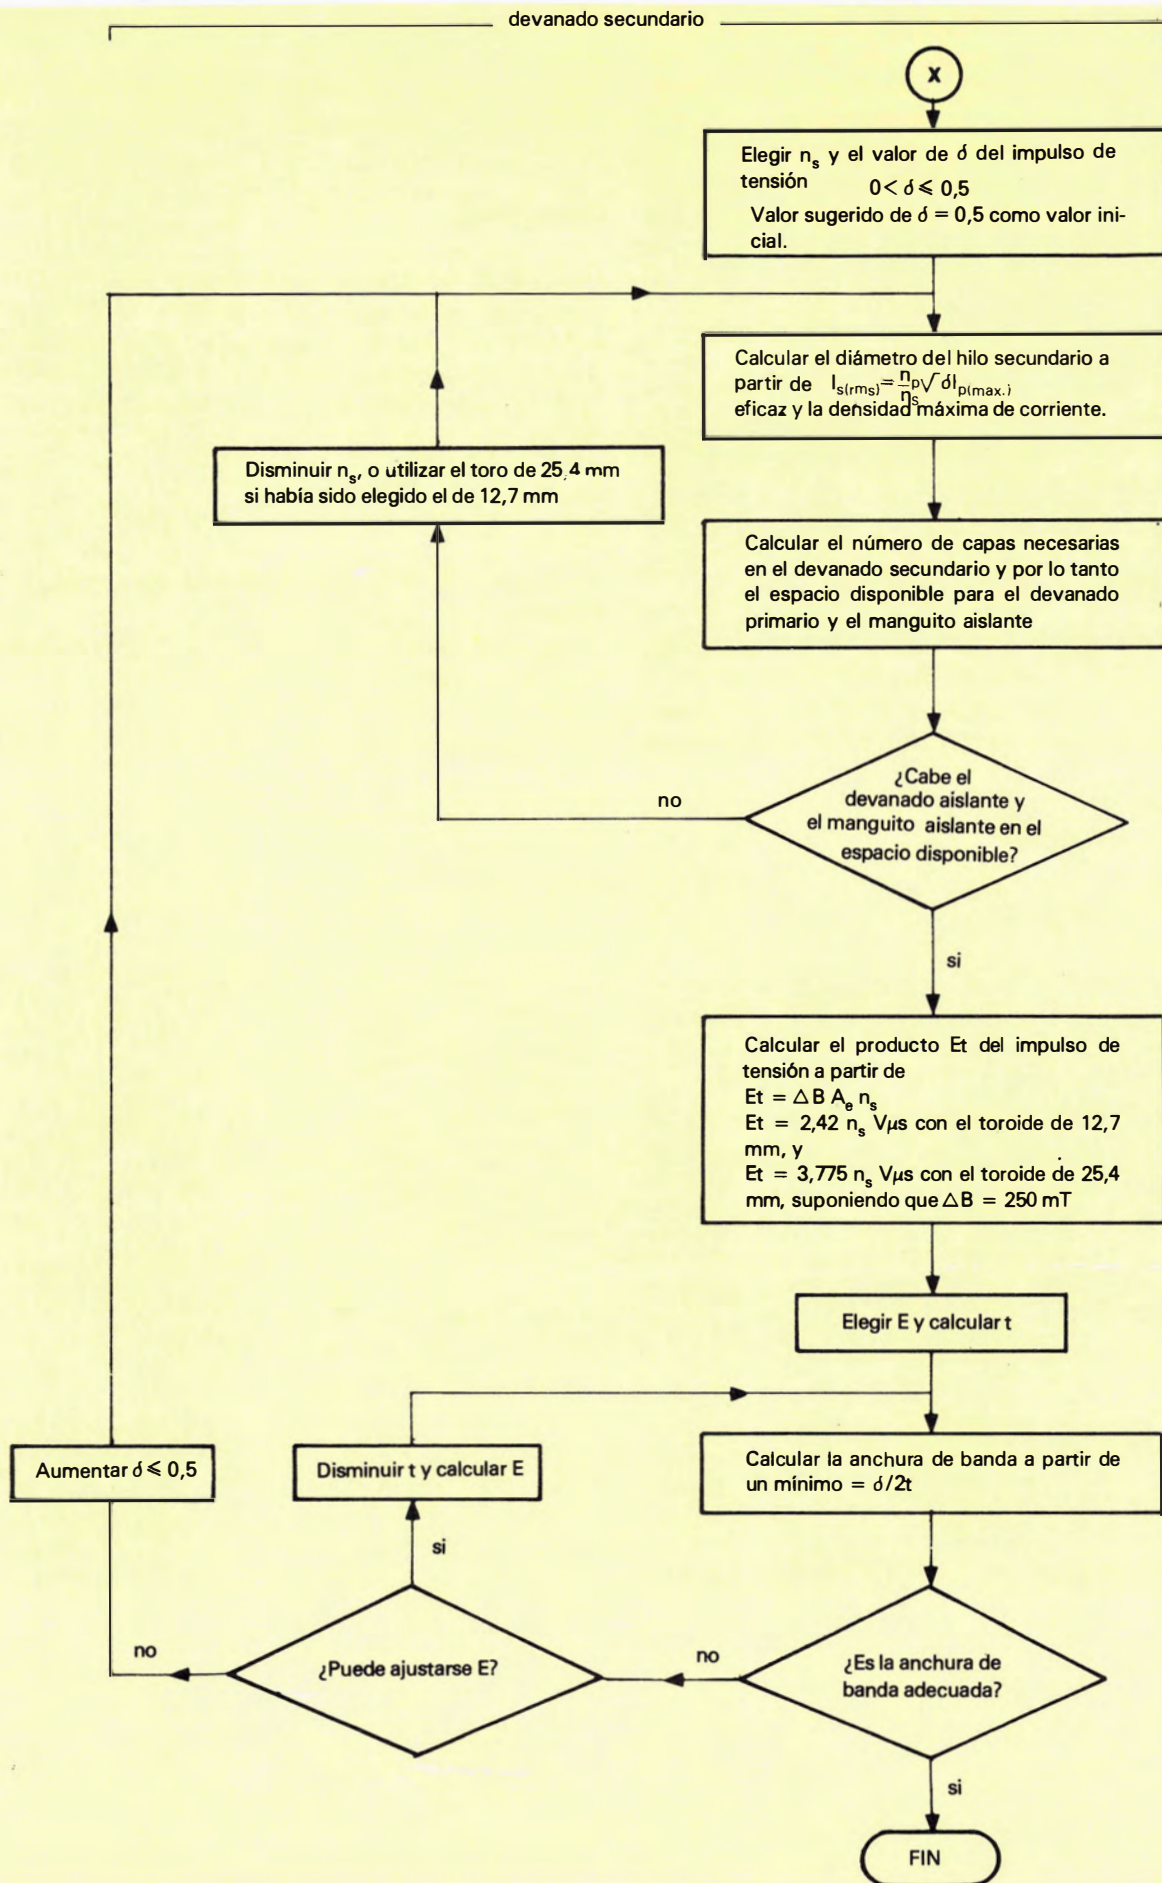 devanado secundario
X
Elegir nₛ y el valor de δ del impulso de
tensión 0< δ ⩽ 0,5
Valor sugerido de δ = 0,5 como valor ini-
cial.
Calcular el diámetro del hilo secundario a
partir de I_s(rms) = n_p/n_s √δ I_p(max.)
eficaz y la densidad máxima de corriente.
Disminuir nₛ, o utilizar el toro de 25,4 mm
si había sido elegido el de 12,7 mm
Calcular el número de capas necesarias
en el devanado secundario y por lo tanto
el espacio disponible para el devanado
primario y el manguito aislante
¿Cabe el
devanado aislante y
el manguito aislante en el
espacio disponible?
no
si
Calcular el producto Et del impulso de
tensión a partir de
Et = △B Aₑ nₛ
Et = 2,42 nₛ Vμs con el toroide de 12,7
mm, y
Et = 3,775 nₛ Vμs con el toroide de 25,4
mm, suponiendo que △B = 250 mT
Elegir E y calcular t
Aumentar δ ⩽ 0,5
Disminuir t y calcular E
Calcular la anchura de banda a partir de
un mínimo = δ/2t
si
no
¿Puede ajustarse E?
no
¿Es la anchura de
banda adecuada?
si
FIN